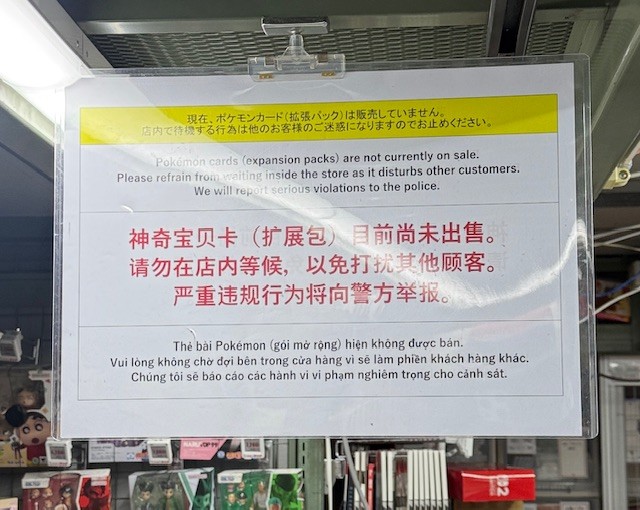 現在、ポケモンカード（拡張パック）は販売していません。
店内で待機する行為は他のお客様のご迷惑になりますのでお止めください。
Pokémon cards (expansion packs) are not currently on sale.
Please refrain from waiting inside the store as it disturbs other customers.
We will report serious violations to the police.
神奇宝贝卡（扩展包）目前尚未出售。
请勿在店内等候，以免打扰其他顾客。
严重违规行为将向警方举报。
Thẻ bài Pokémon (gói mở rộng) hiện không được bán.
Vui lòng không chờ đợi bên trong cửa hàng vì sẽ làm phiền khách hàng khác.
Chúng tôi sẽ báo cáo các hành vi vi phạm nghiêm trọng cho cảnh sát.